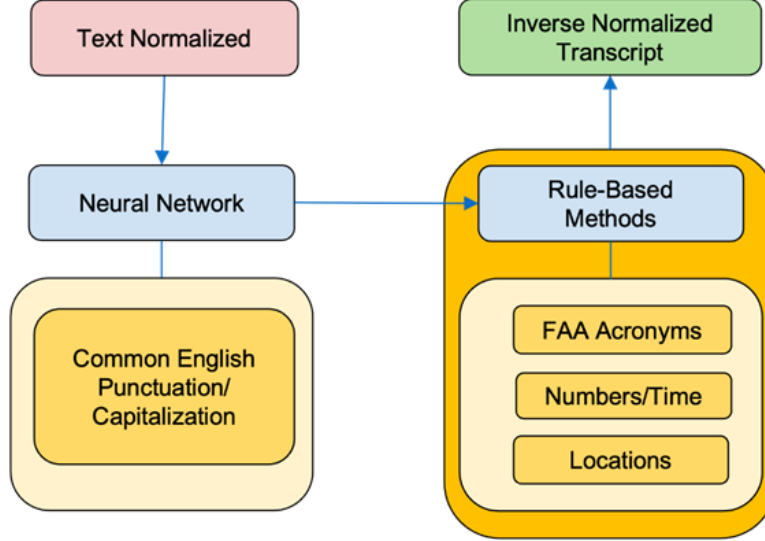 Text Normalized
Inverse Normalized
Transcript
Neural Network
Rule-Based
Methods
Common English
Punctuation/
Capitalization
FAA Acronyms
Numbers/Time
Locations